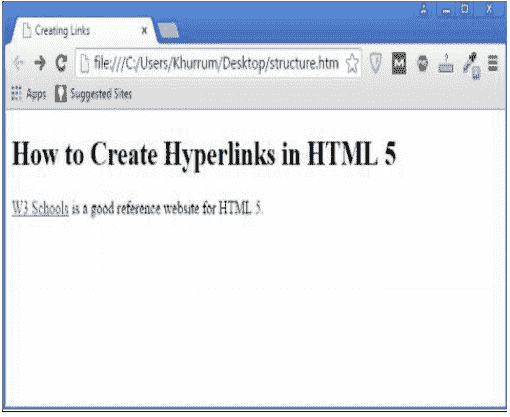 Creating Links
file:///C:/Users/Khurrum/Desktop/structure.htm
Apps Suggested Sites
How to Create Hyperlinks in HTML 5
W3 Schools is a good reference website for HTML 5.